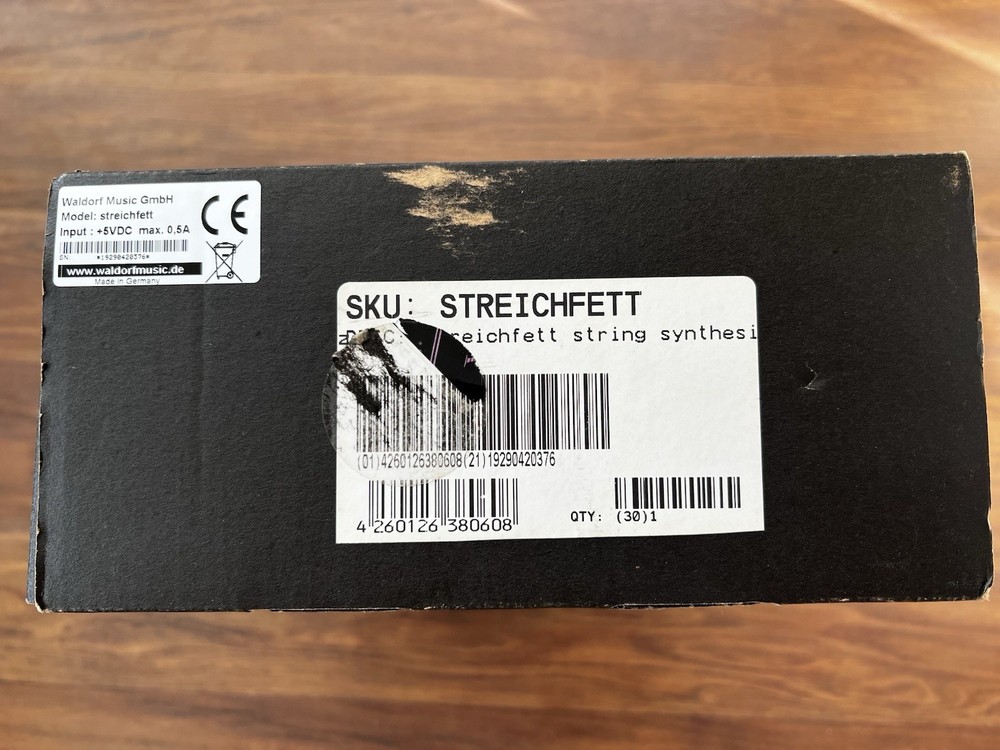 Waldorf Music GmbH
Model: streichfett
Input : +5VDC max. 0,5A
CE
SN: *19290420376*
www.waldorfmusic.de
Made in Germany
SKU: STREICHFETT
string synthesi
z
(01)4260126380608(21)19290420376
4 260126 380608
QTY: (30)1